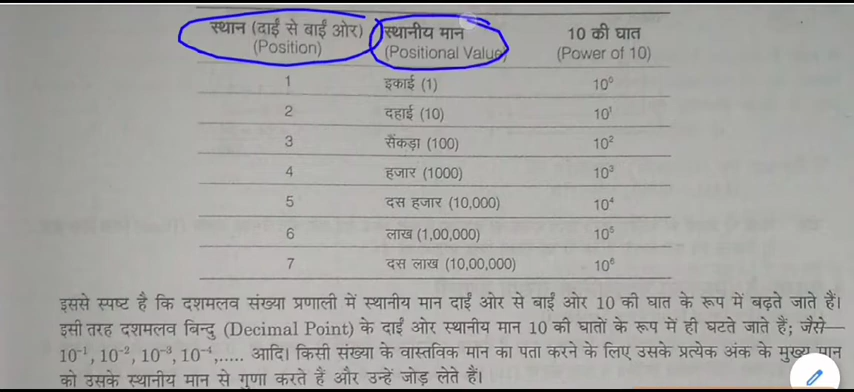 स्थान (दाईं से बाईं ओर) स्थानीय मान 10 की घात
(Position) (Positional Value) (Power of 10)
1 इकाई (1) 10⁰
2 दहाई (10) 10¹
3 सैंकड़ा (100) 10²
4 हजार (1000) 10³
5 दस हजार (10,000) 10⁴
6 लाख (1,00,000) 10⁵
7 दस लाख (10,00,000) 10⁶
इससे स्पष्ट है कि दशमलव संख्या प्रणाली में स्थानीय मान दाईं ओर से बाईं ओर 10 की घात के रूप में बढ़ते जाते हैं।
इसी तरह दशमलव बिन्दु (Decimal Point) के दाईं ओर स्थानीय मान 10 की घातों के रूप में ही घटते जाते हैं; जैसे—
10⁻¹, 10⁻², 10⁻³, 10⁻⁴,..... आदि। किसी संख्या के वास्तविक मान का पता करने के लिए उसके प्रत्येक अंक के मुख्य मान
को उसके स्थानीय मान से गुणा करते हैं और उन्हें जोड़ लेते हैं।